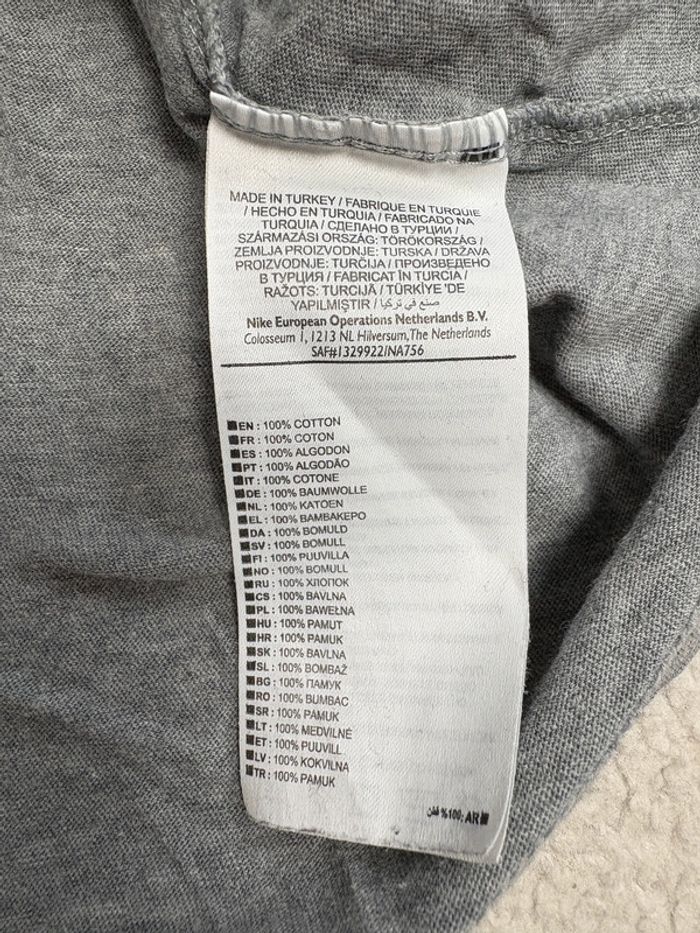 MADE IN TURKEY / FABRIQUE EN TURQUIE
/ HECHO EN TURQUIA / FABRICADO NA
TURQUIA / СДЕЛАНО В ТУРЦИИ /
SZÁRMAZÁSI ORSZÁG: TÖRÖKORSZÁG /
ZEMLJA PROIZVODNJE: TURSKA / DRŽAVA
PROIZVODNJE: TURČIJA / ПРОИЗВЕДЕНО
В ТУРЦИЯ / FABRICAT ÎN TURCIA /
RAŽOTS: TURCIJĀ / TÜRKİYE 'DE
YAPILMIŞTIR / صنع في تركيا
Nike European Operations Netherlands B.V.
Colosseum 1, 1213 NL Hilversum, The Netherlands
SAF#1329922/NA756
EN : 100% COTTON
FR : 100% COTON
ES : 100% ALGODON
PT : 100% ALGODÃO
IT : 100% COTONE
DE : 100% BAUMWOLLE
NL : 100% KATOEN
EL : 100% ΒΑΜΒΑΚΕΡΟ
DA : 100% BOMULD
SV : 100% BOMULL
FI : 100% PUUVILLA
NO : 100% BOMULL
RU : 100% ХЛОПОК
CS : 100% BAVLNA
PL : 100% BAWEŁNA
HU : 100% PAMUT
HR : 100% PAMUK
SK : 100% BAVLNA
SL : 100% BOMBAŽ
BG : 100% ПАМУК
RO : 100% BUMBAC
SR : 100% PAMUK
LT : 100% MEDVILNĖ
ET : 100% PUUVILL
LV : 100% KOKVILNA
TR : 100% PAMUK
AR :100% قطن